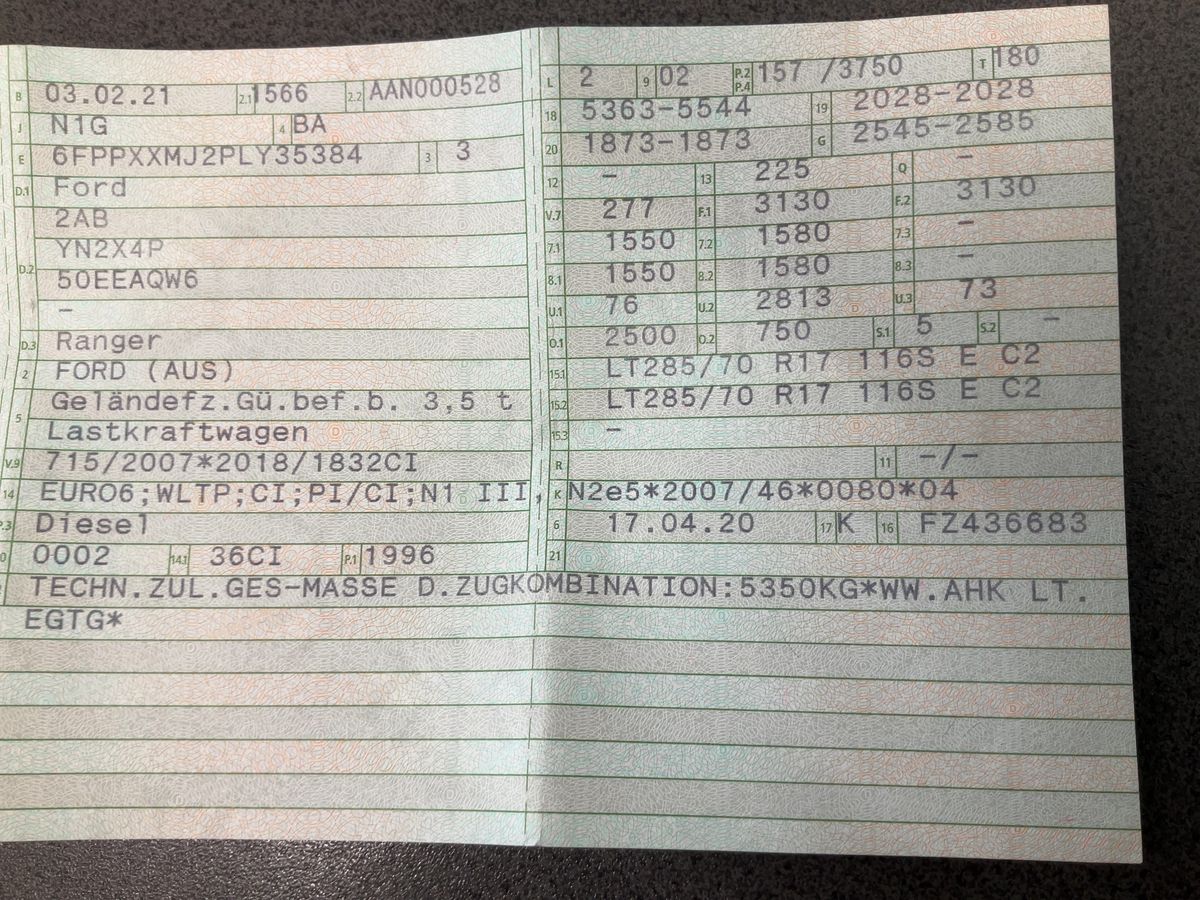 B 03.02.21 2.1 1566 2.2 AAN000528
J N1G 4 BA
E 6FPPXXMJ2PLY35384 3 3
D.1 Ford
2AB
D.2 YN2X4P
50EEAQW6
–
D.3 Ranger
2 FORD (AUS)
5 Geländefz.Gü.bef.b. 3,5 t
Lastkraftwagen
V.9 715/2007*2018/1832CI
14 EURO6;WLTP;CI;PI/CI;N1 III,
P.3 Diesel
0002 14.1 36CI P.1 1996
L 2 9 02 P.2 P.4 157 /3750 T 180
18 5363-5544 19 2028-2028
20 1873-1873 G 2545-2585
12 – 13 225 Q –
V.7 277 F.1 3130 F.2 3130
7.1 1550 7.2 1580 7.3 –
8.1 1550 8.2 1580 8.3 –
U.1 76 U.2 2813 U.3 73
O.1 2500 O.2 750 S.1 5 S.2 –
15.1 LT285/70 R17 116S E C2
15.2 LT285/70 R17 116S E C2
15.3 –
R 11 –/–
K N2e5*2007/46*0080*04
6 17.04.20 17 K 16 FZ436683
21
TECHN.ZUL.GES-MASSE D.ZUGKOMBINATION:5350KG*WW.AHK LT.
EGTG*